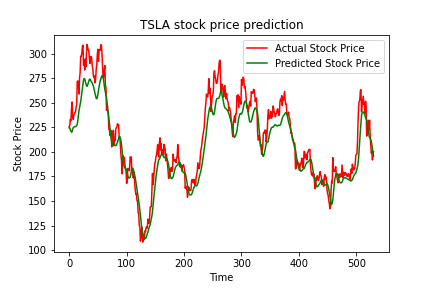 TSLA stock price prediction
Actual Stock Price
Predicted Stock Price
Stock Price
300
275
250
225
200
175
150
125
100
0 100 200 300 400 500
Time